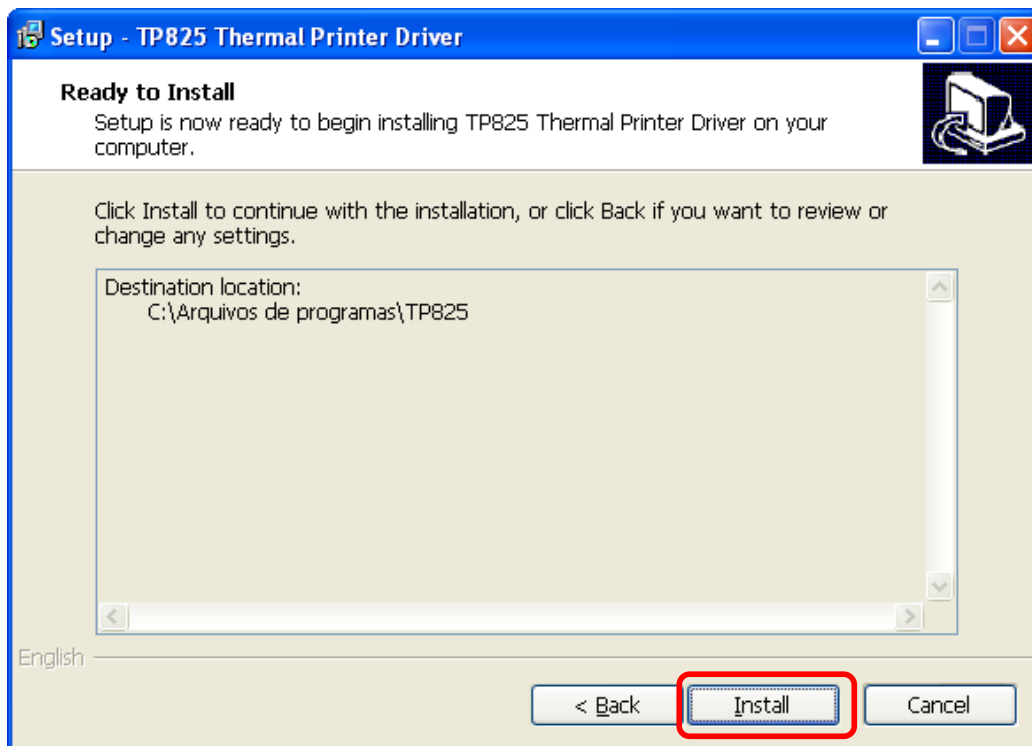 Setup - TP825 Thermal Printer Driver
Ready to Install
Setup is now ready to begin installing TP825 Thermal Printer Driver on your
computer.
Click Install to continue with the installation, or click Back if you want to review or
change any settings.
Destination location:
C:\Arquivos de programas\TP825
English
< Back
Install
Cancel